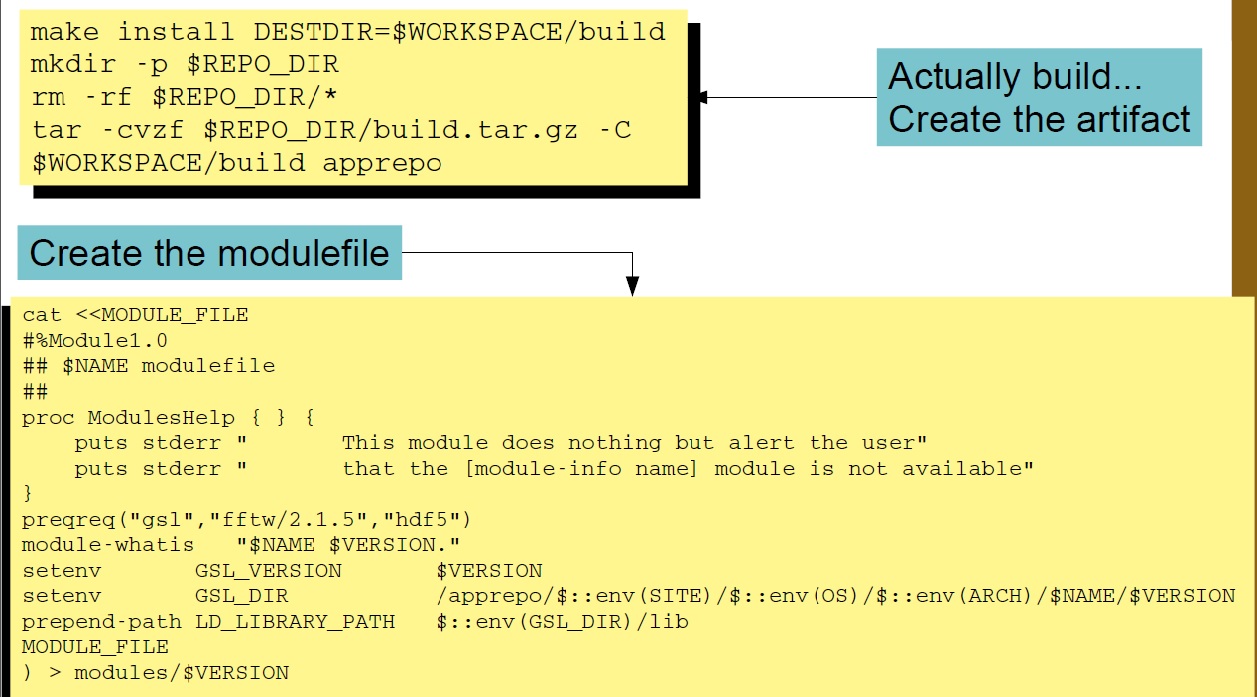 make install DESTDIR=$WORKSPACE/build
mkdir -p $REPO_DIR
rm -rf $REPO_DIR/*
tar -cvzf $REPO_DIR/build.tar.gz -C
$WORKSPACE/build apprepo
Actually build...
Create the artifact
Create the modulefile
cat <<MODULE_FILE
#%Module1.0
## $NAME modulefile
##
proc ModulesHelp { } {
    puts stderr "       This module does nothing but alert the user"
    puts stderr "       that the [module-info name] module is not available"
}
preqreq("gsl","fftw/2.1.5","hdf5")
module-whatis   "$NAME $VERSION."
setenv       GSL_VERSION       $VERSION
setenv       GSL_DIR           /apprepo/$::env(SITE)/$::env(OS)/$::env(ARCH)/$NAME/$VERSION
prepend-path LD_LIBRARY_PATH   $::env(GSL_DIR)/lib
MODULE_FILE
) > modules/$VERSION